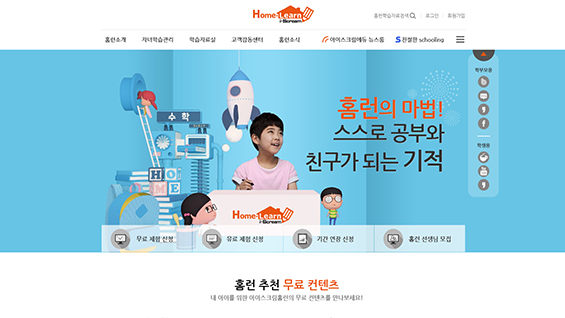 Home-Learn
i-Scream
홈런학습자료검색
로그인
회원가입
홈런소개
자녀학습관리
학습자료실
고객감동센터
홈런소식
아이스크림에듀 뉴스룸
친절한 schooling
학부모용
수학
홈런의 마법!
스스로 공부와
친구가 되는 기적
학생용
HOME
Home-Learn
i-Scream
무료 체험 신청
유료 체험 신청
기간 연장 신청
홈런 선생님 모집
홈런 추천 무료 컨텐츠
내 아이를 위한 아이스크림홈런의 무료 컨텐츠를 만나보세요!